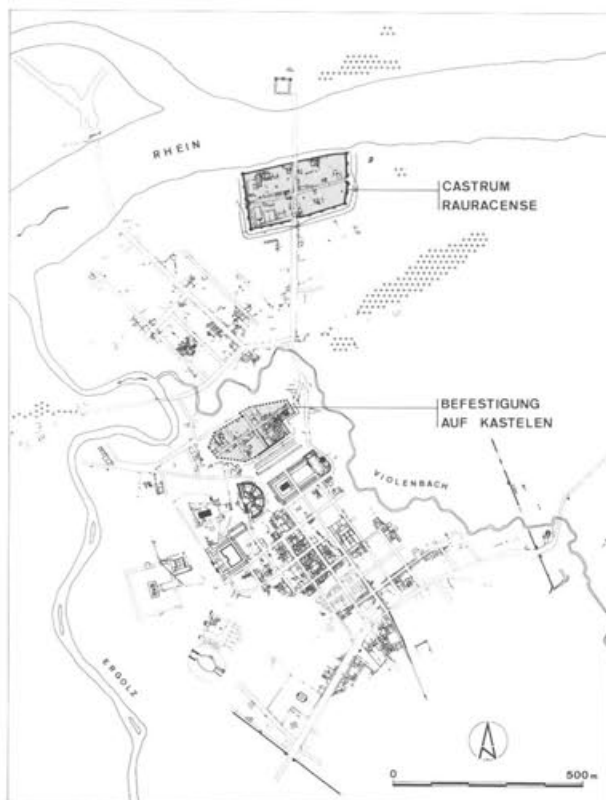 RHEIN
CASTRUM
RAURACENSE
BEFESTIGUNG
AUF KASTELEN
VIOLENBACH
ERGOLZ
0 500 m